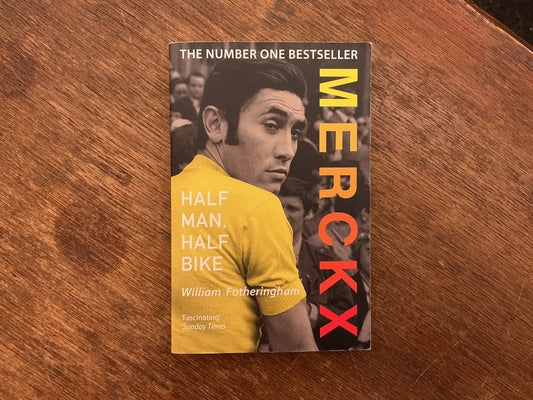 THE NUMBER ONE BESTSELLER
MERCKX
HALF
MAN,
HALF
BIKE
William Fotheringham
'Fascinating'
Sunday Times